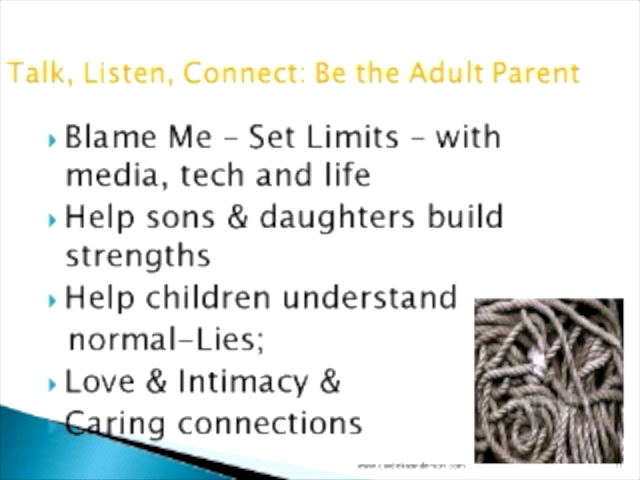 Talk, Listen, Connect: Be the Adult Parent
Blame Me – Set Limits – with
media, tech and life
Help sons & daughters build
strengths
Help children understand
normal-Lies;
Love & Intimacy &
Caring connections